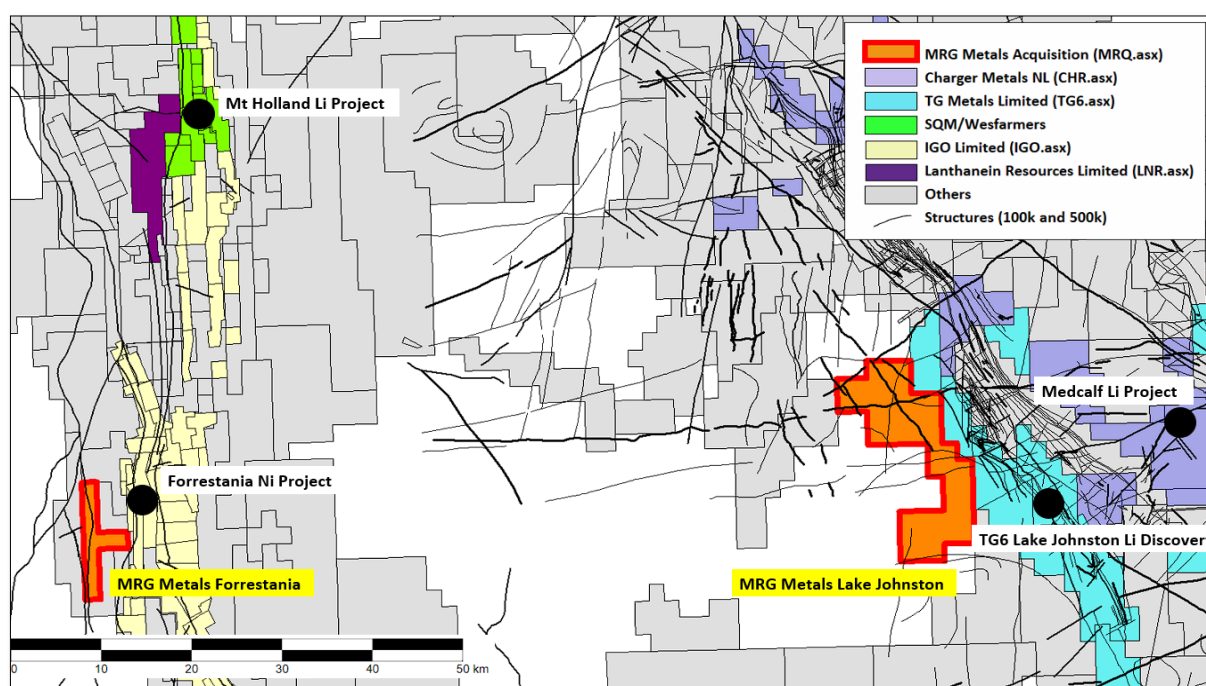 MRG Metals Acquisition (MRQ.asx)
Charger Metals NL (CHR.asx)
TG Metals Limited (TG6.asx)
SQM/Wesfarmers
IGO Limited (IGO.asx)
Lanthanein Resources Limited (LNR.asx)
Others
Structures (100k and 500k)
Mt Holland Li Project
Medcalf Li Project
Forrestania Ni Project
TG6 Lake Johnston Li Discovery
MRG Metals Forrestania
MRG Metals Lake Johnston
0 10 20 30 40 50 km